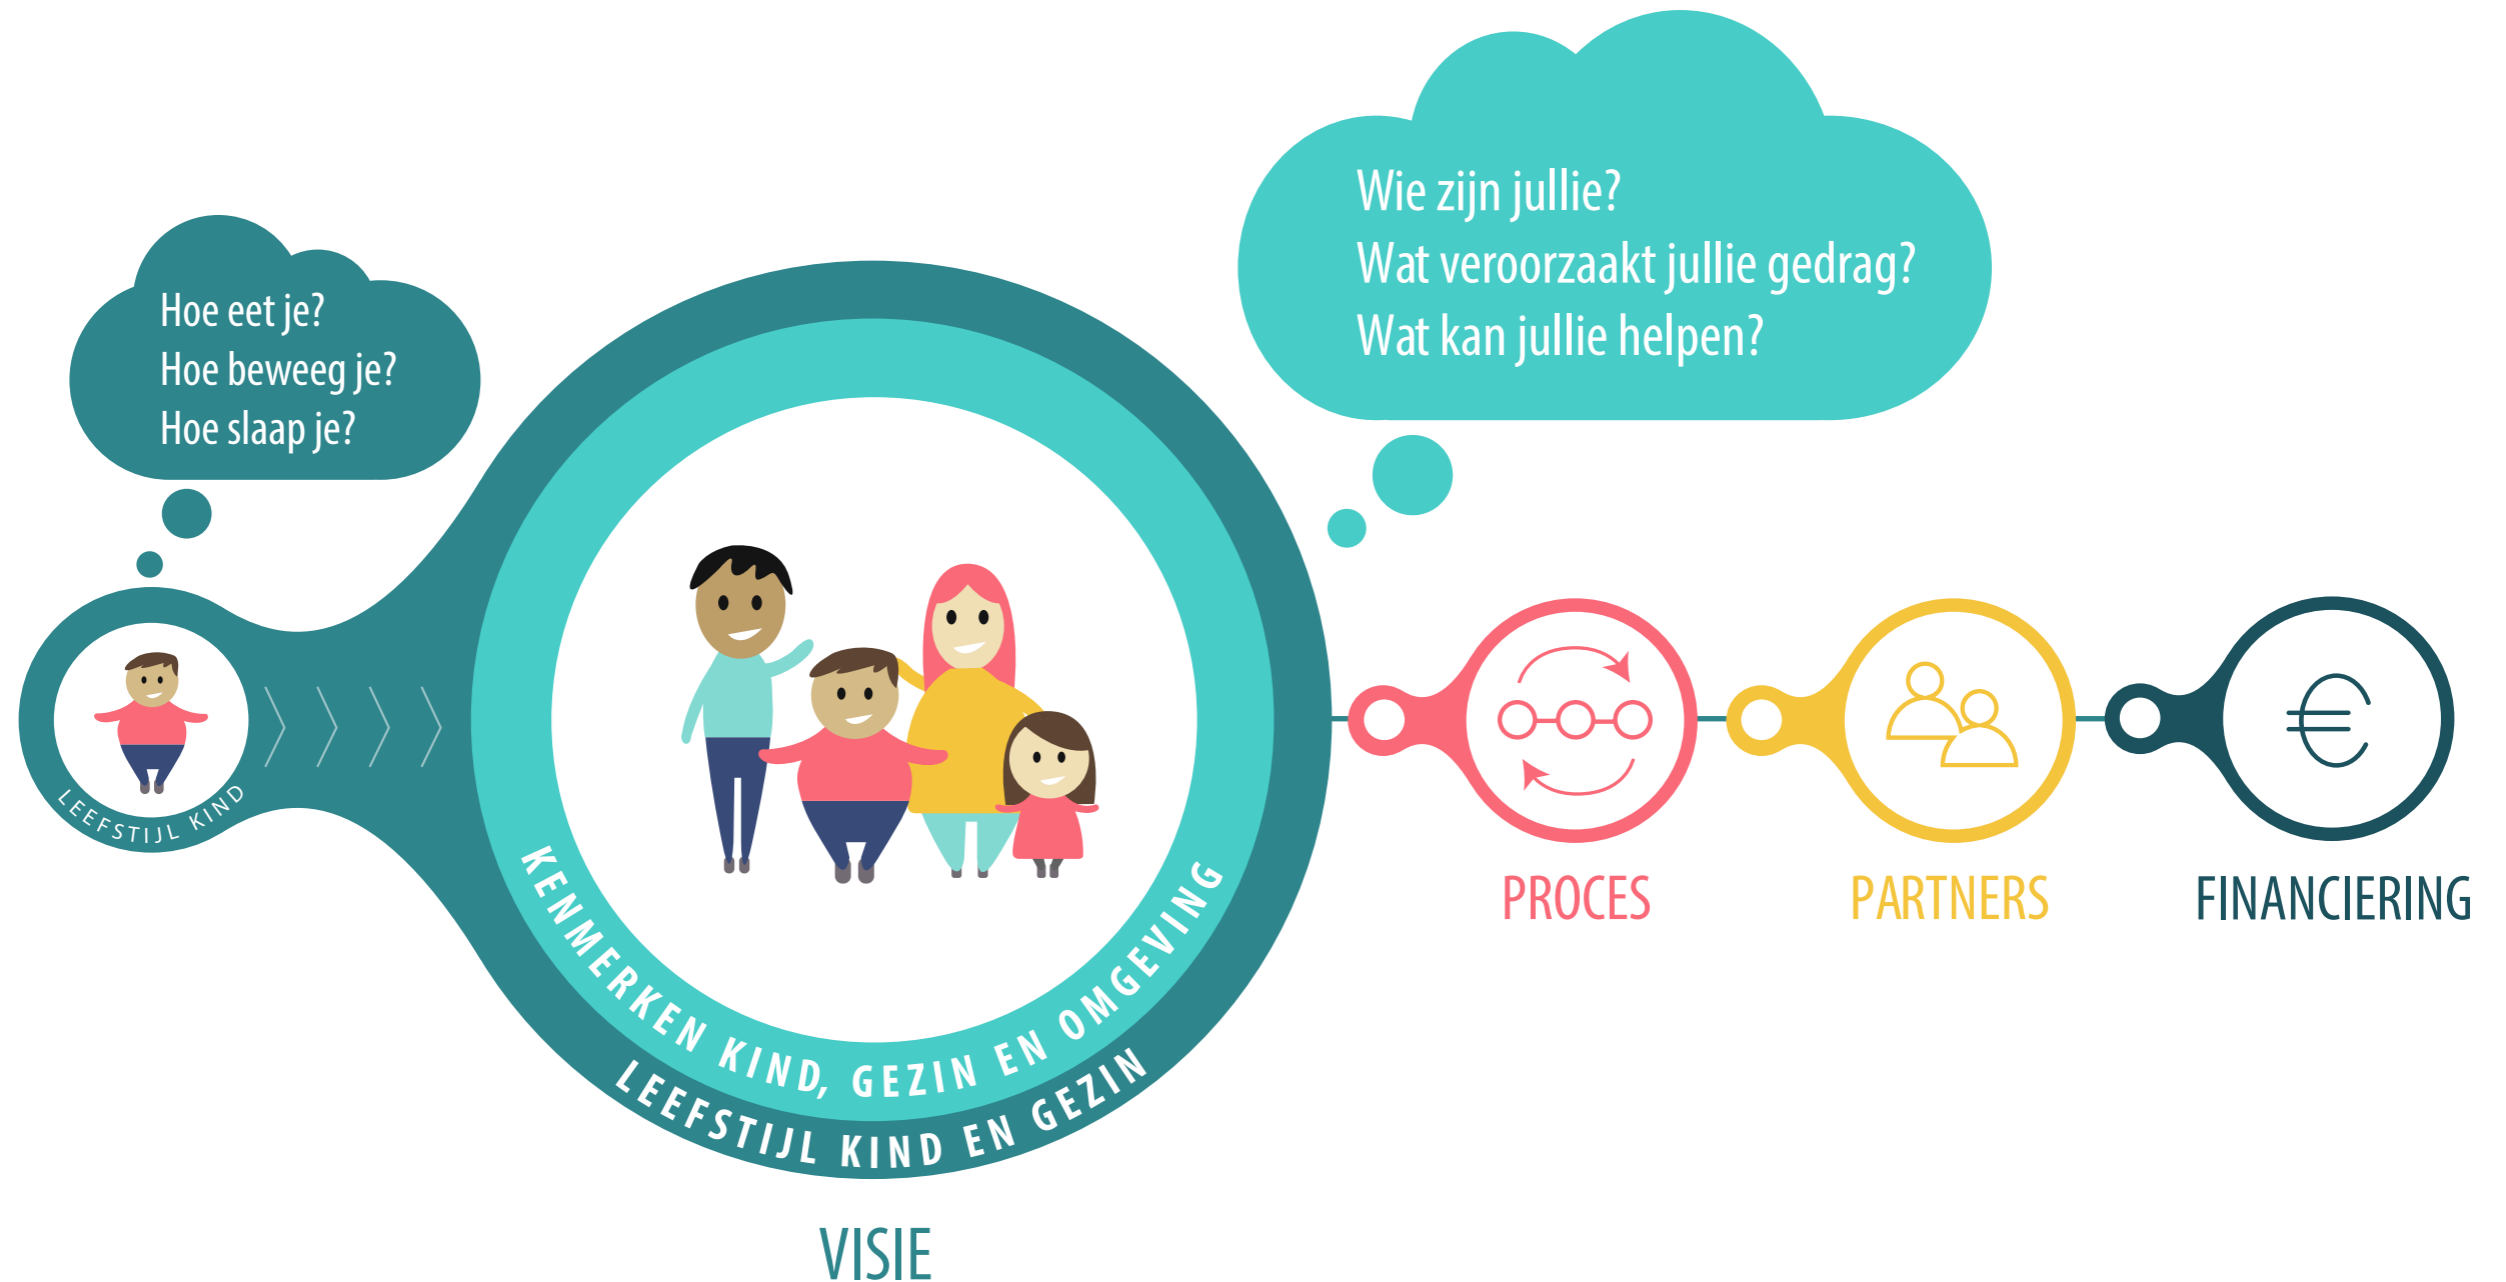 Hoe eet je?
Hoe beweeg je?
Hoe slaap je?
LEEFSTIJL KIND
Wie zijn jullie?
Wat veroorzaakt jullie gedrag?
Wat kan jullie helpen?
KENMERKEN KIND, GEZIN EN OMGEVING
LEEFSTIJL KIND EN GEZIN
VISIE
PROCES
PARTNERS
FINANCIERING